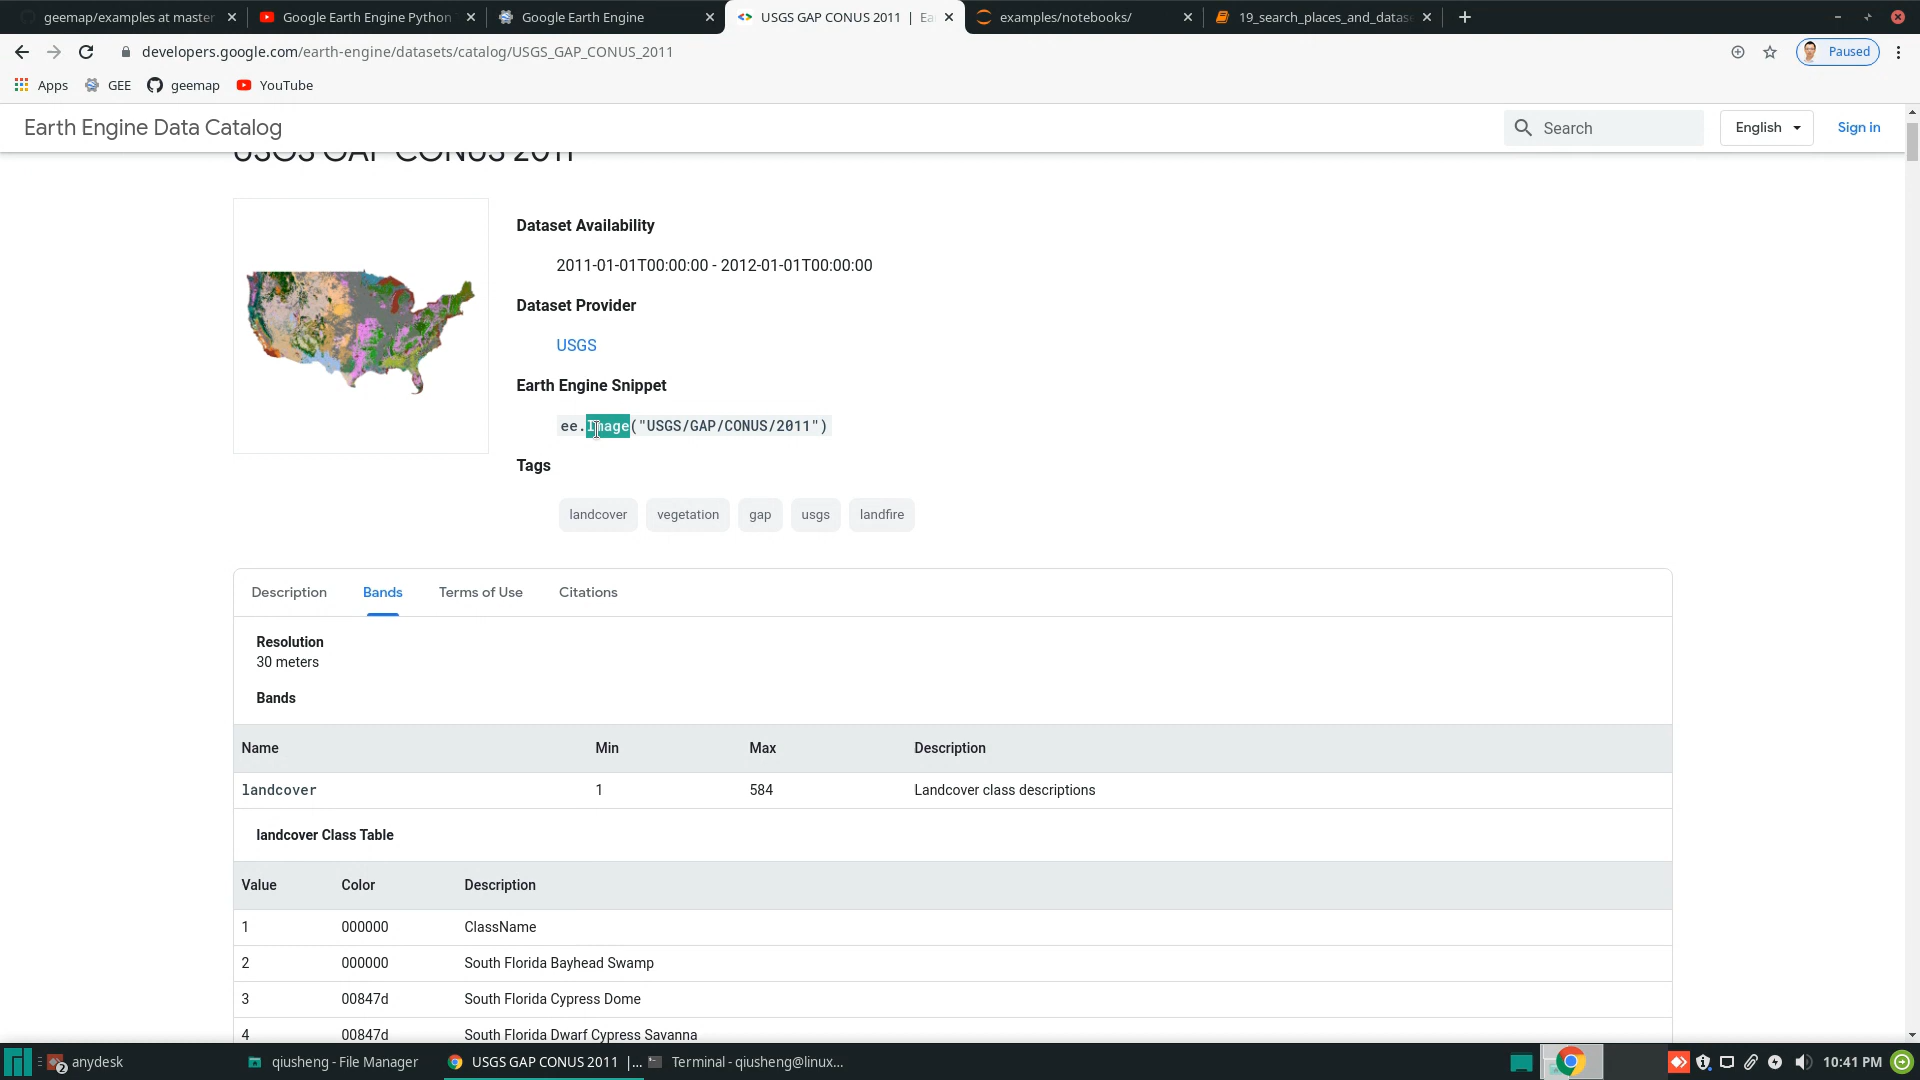 geemap/examples at master
Google Earth Engine Python
Google Earth Engine
USGS GAP CONUS 2011 | Ea
examples/notebooks/
19_search_places_and_datase
developers.google.com/earth-engine/datasets/catalog/USGS_GAP_CONUS_2011
Paused
Apps
GEE
geemap
YouTube
Earth Engine Data Catalog
Search
English
Sign in
USGS GAP CONUS 2011
Dataset Availability
2011-01-01T00:00:00 - 2012-01-01T00:00:00
Dataset Provider
USGS
Earth Engine Snippet
ee.Image("USGS/GAP/CONUS/2011")
Tags
landcover vegetation gap usgs landfire
Description Bands Terms of Use Citations
Resolution
30 meters
Bands
Name Min Max Description
landcover 1 584 Landcover class descriptions
landcover Class Table
Value Color Description
1 000000 ClassName
2 000000 South Florida Bayhead Swamp
3 00847d South Florida Cypress Dome
4 00847d South Florida Dwarf Cypress Savanna
2 anydesk
qiusheng - File Manager
USGS GAP CONUS 2011 |...
Terminal - qiusheng@linux...
10:41 PM